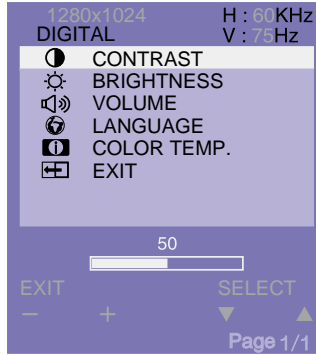 1280x1024 H : 60KHz
DIGITAL V : 75Hz
CONTRAST
BRIGHTNESS
VOLUME
LANGUAGE
COLOR TEMP.
EXIT
50
EXIT SELECT
− +
Page 1/1